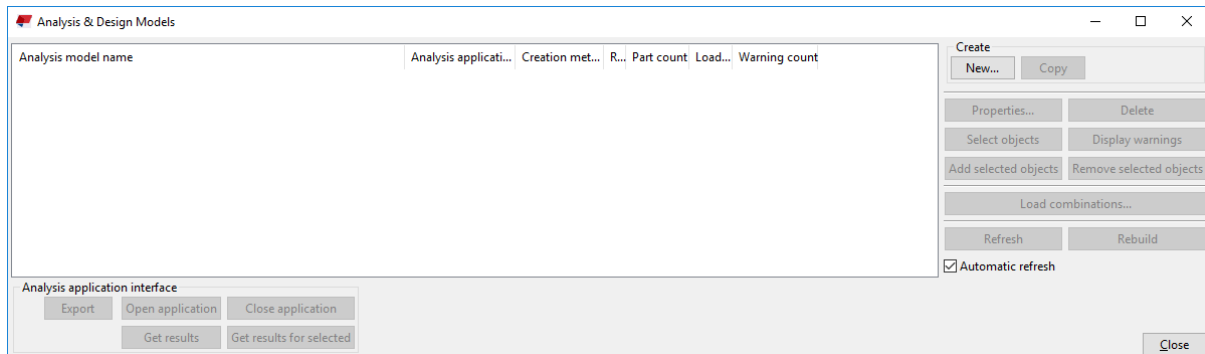 Analysis & Design Models
Analysis model name Analysis applicati... Creation met... R... Part count Load... Warning count
Create
New... Copy
Properties... Delete
Select objects Display warnings
Add selected objects Remove selected objects
Load combinations...
Refresh Rebuild
Automatic refresh
Analysis application interface
Export Open application Close application
Get results Get results for selected
Close